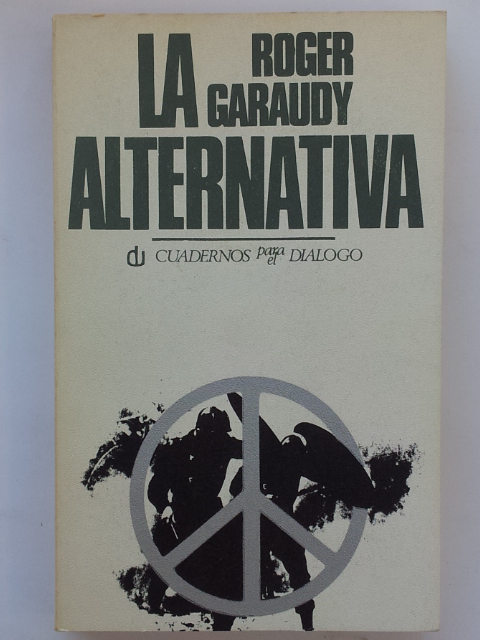 LA
ROGER
GARAUDY
ALTERNATIVA
CUADERNOS para el DIALOGO